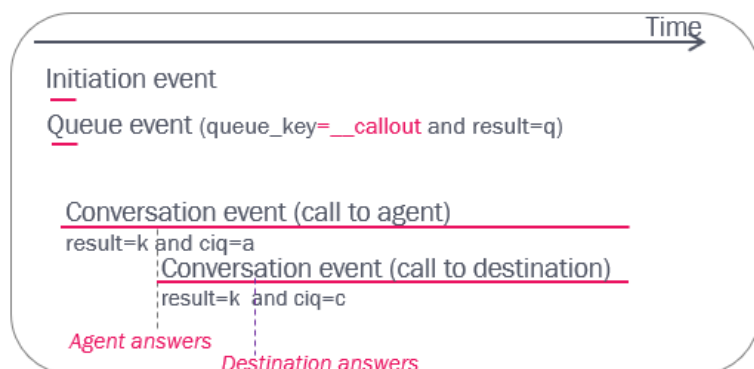 Time
Initiation event
Queue event (queue_key=__callout and result=q)
Conversation event (call to agent)
result=k and ciq=a
Conversation event (call to destination)
result=k and ciq=c
Agent answers
Destination answers